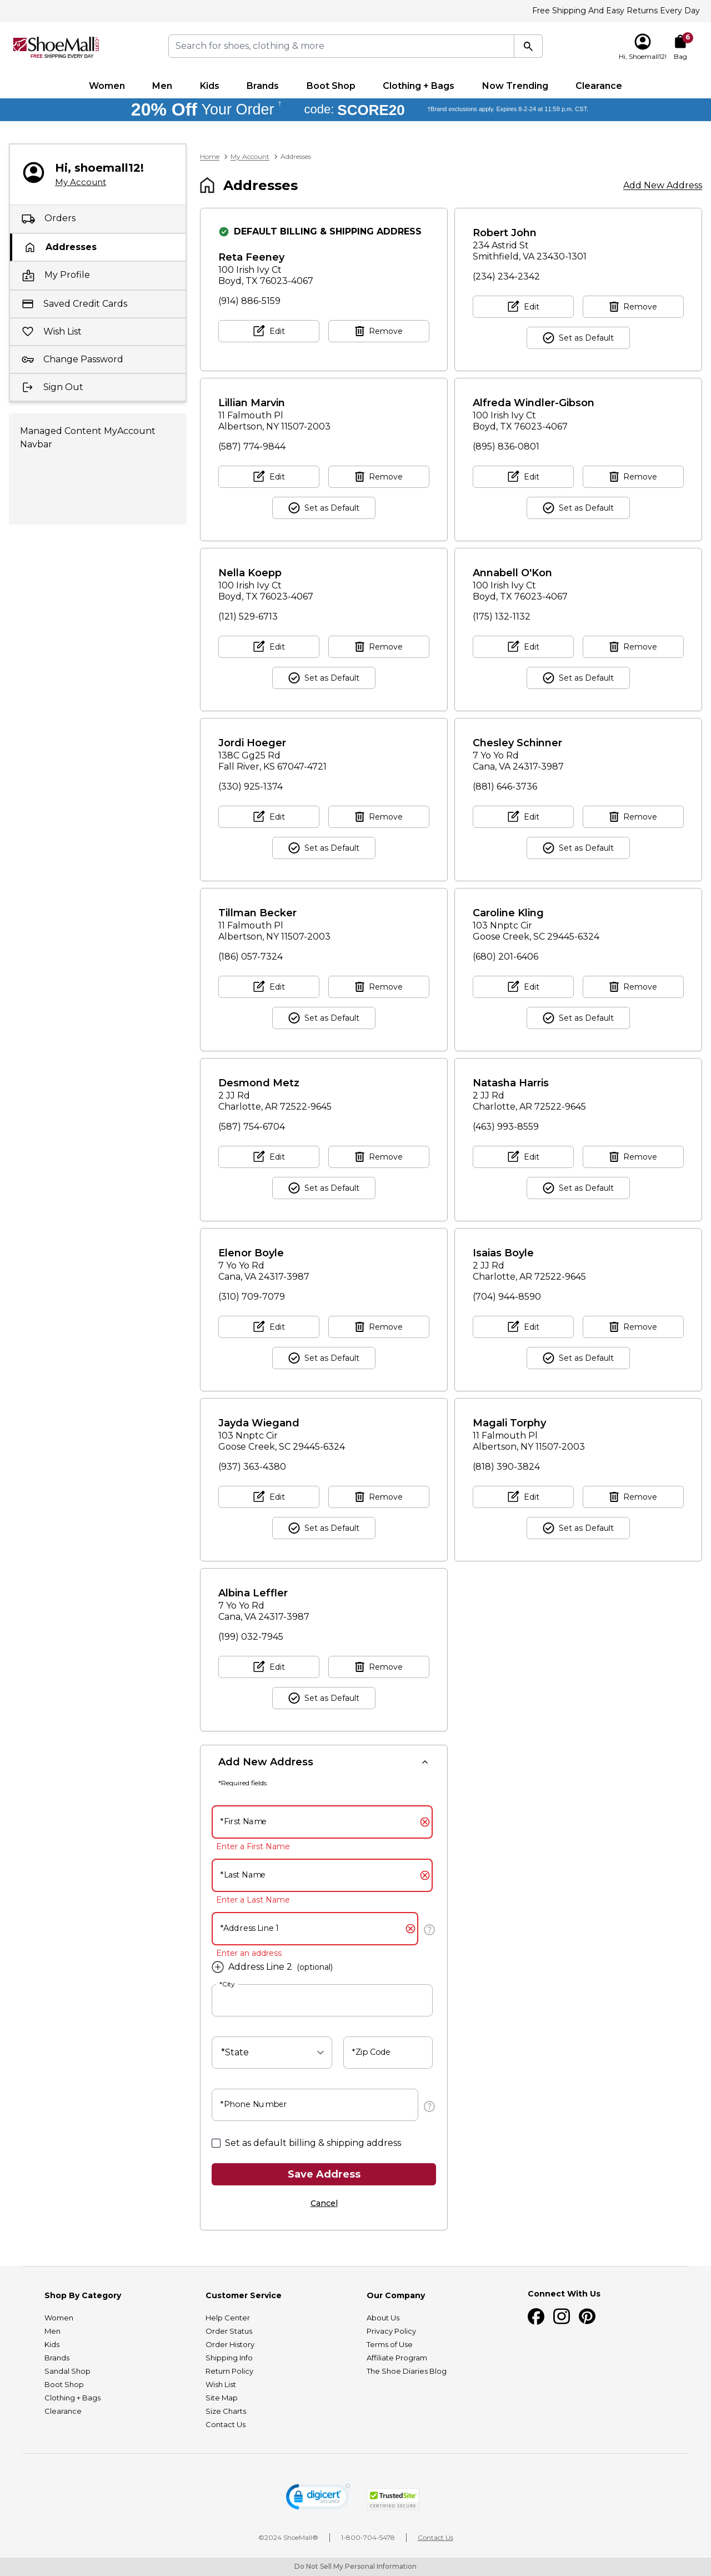 Free Shipping And Easy Returns Every Day
ShoeMall.com
FREE SHIPPING EVERY DAY
Search for shoes, clothing & more
Hi, Shoemall12!
6
Bag
Women Men Kids Brands Boot Shop Clothing + Bags Now Trending Clearance
20% Off Your Order † code: SCORE20 †Brand exclusions apply. Expires 8-2-24 at 11:59 p.m. CST.
Hi, shoemall12!
My Account
Orders
Addresses
My Profile
Saved Credit Cards
Wish List
Change Password
Sign Out
Managed Content MyAccount
Navbar
Home > My Account > Addresses
Addresses
Add New Address
DEFAULT BILLING & SHIPPING ADDRESS
Reta Feeney
100 Irish Ivy Ct
Boyd, TX 76023-4067
(914) 886-5159
Edit Remove
Robert John
234 Astrid St
Smithfield, VA 23430-1301
(234) 234-2342
Edit Remove
Set as Default
Lillian Marvin
11 Falmouth Pl
Albertson, NY 11507-2003
(587) 774-9844
Edit Remove
Set as Default
Alfreda Windler-Gibson
100 Irish Ivy Ct
Boyd, TX 76023-4067
(895) 836-0801
Edit Remove
Set as Default
Nella Koepp
100 Irish Ivy Ct
Boyd, TX 76023-4067
(121) 529-6713
Edit Remove
Set as Default
Annabell O'Kon
100 Irish Ivy Ct
Boyd, TX 76023-4067
(175) 132-1132
Edit Remove
Set as Default
Jordi Hoeger
138C Gg25 Rd
Fall River, KS 67047-4721
(330) 925-1374
Edit Remove
Set as Default
Chesley Schinner
7 Yo Yo Rd
Cana, VA 24317-3987
(881) 646-3736
Edit Remove
Set as Default
Tillman Becker
11 Falmouth Pl
Albertson, NY 11507-2003
(186) 057-7324
Edit Remove
Set as Default
Caroline Kling
103 Nnptc Cir
Goose Creek, SC 29445-6324
(680) 201-6406
Edit Remove
Set as Default
Desmond Metz
2 JJ Rd
Charlotte, AR 72522-9645
(587) 754-6704
Edit Remove
Set as Default
Natasha Harris
2 JJ Rd
Charlotte, AR 72522-9645
(463) 993-8559
Edit Remove
Set as Default
Elenor Boyle
7 Yo Yo Rd
Cana, VA 24317-3987
(310) 709-7079
Edit Remove
Set as Default
Isaias Boyle
2 JJ Rd
Charlotte, AR 72522-9645
(704) 944-8590
Edit Remove
Set as Default
Jayda Wiegand
103 Nnptc Cir
Goose Creek, SC 29445-6324
(937) 363-4380
Edit Remove
Set as Default
Magali Torphy
11 Falmouth Pl
Albertson, NY 11507-2003
(818) 390-3824
Edit Remove
Set as Default
Albina Leffler
7 Yo Yo Rd
Cana, VA 24317-3987
(199) 032-7945
Edit Remove
Set as Default
Add New Address
*Required fields
*First Name
Enter a First Name
*Last Name
Enter a Last Name
*Address Line 1
?
Enter an address
Address Line 2 (optional)
*City
*State
*Zip Code
*Phone Number
?
Set as default billing & shipping address
Save Address
Cancel
Shop By Category
Women
Men
Kids
Brands
Sandal Shop
Boot Shop
Clothing + Bags
Clearance
Customer Service
Help Center
Order Status
Order History
Shipping Info
Return Policy
Wish List
Site Map
Size Charts
Contact Us
Our Company
About Us
Privacy Policy
Terms of Use
Affiliate Program
The Shoe Diaries Blog
Connect With Us
digicert
SECURED
TrustedSite
CERTIFIED SECURE
©2024 ShoeMall® | 1-800-704-5478 | Contact Us
Do Not Sell My Personal Information